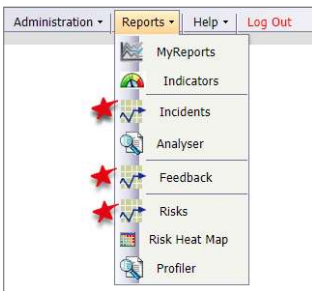 Administration Reports Help Log Out
MyReports
Indicators
Incidents
Analyser
Feedback
Risks
Risk Heat Map
Profiler